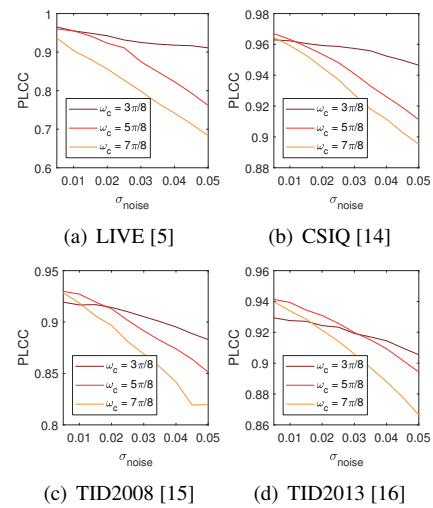 1
0.9
0.8
0.7
0.6
PLCC
ω_c = 3π/8
ω_c = 5π/8
ω_c = 7π/8
0.01 0.02 0.03 0.04 0.05
σ_noise
(a) LIVE [5]
0.98
0.96
0.94
0.92
0.9
0.88
PLCC
ω_c = 3π/8
ω_c = 5π/8
ω_c = 7π/8
0.01 0.02 0.03 0.04 0.05
σ_noise
(b) CSIQ [14]
0.95
0.9
0.85
0.8
PLCC
ω_c = 3π/8
ω_c = 5π/8
ω_c = 7π/8
0.01 0.02 0.03 0.04 0.05
σ_noise
(c) TID2008 [15]
0.96
0.94
0.92
0.9
0.88
0.86
PLCC
ω_c = 3π/8
ω_c = 5π/8
ω_c = 7π/8
0.01 0.02 0.03 0.04 0.05
σ_noise
(d) TID2013 [16]